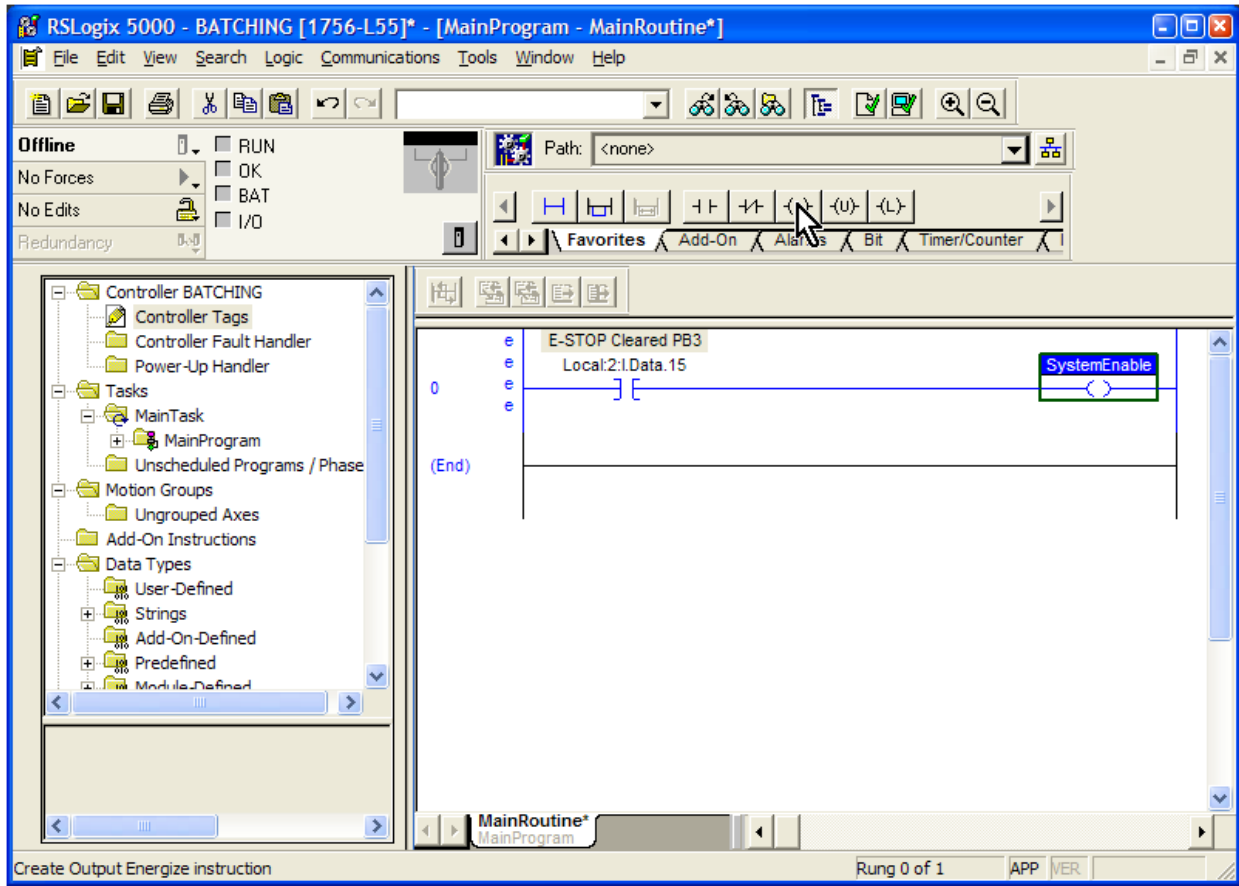 RSLogix 5000 - BATCHING [1756-L55]* - [MainProgram - MainRoutine*]
File Edit View Search Logic Communications Tools Window Help
Offline
RUN
No Forces
OK
No Edits
BAT
Redundancy
I/O
Path: <none>
(U) (L)
Favorites Add-On Bit Timer/Counter
Controller BATCHING
Controller Tags
Controller Fault Handler
Power-Up Handler
Tasks
MainTask
MainProgram
Unscheduled Programs / Phase
Motion Groups
Ungrouped Axes
Add-On Instructions
Data Types
User-Defined
Strings
Add-On-Defined
Predefined
Module-Defined
e
e
e
e
0
E-STOP Cleared PB3
Local:2:I.Data.15
SystemEnable
(End)
MainRoutine*
MainProgram
Create Output Energize instruction
Rung 0 of 1
APP
VER